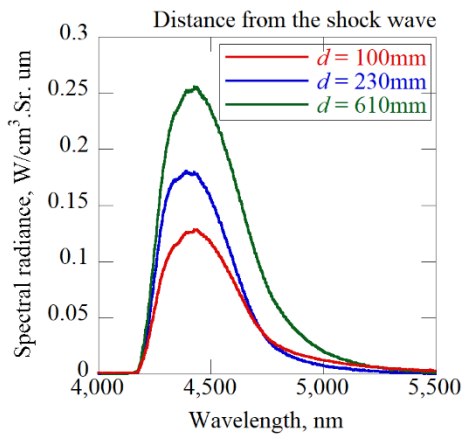 Distance from the shock wave
0.3
0.25
0.2
0.15
0.1
0.05
0
Spectral radiance, W/cm³.Sr. um
d = 100mm
d = 230mm
d = 610mm
4,000
4,500
5,000
5,500
Wavelength, nm